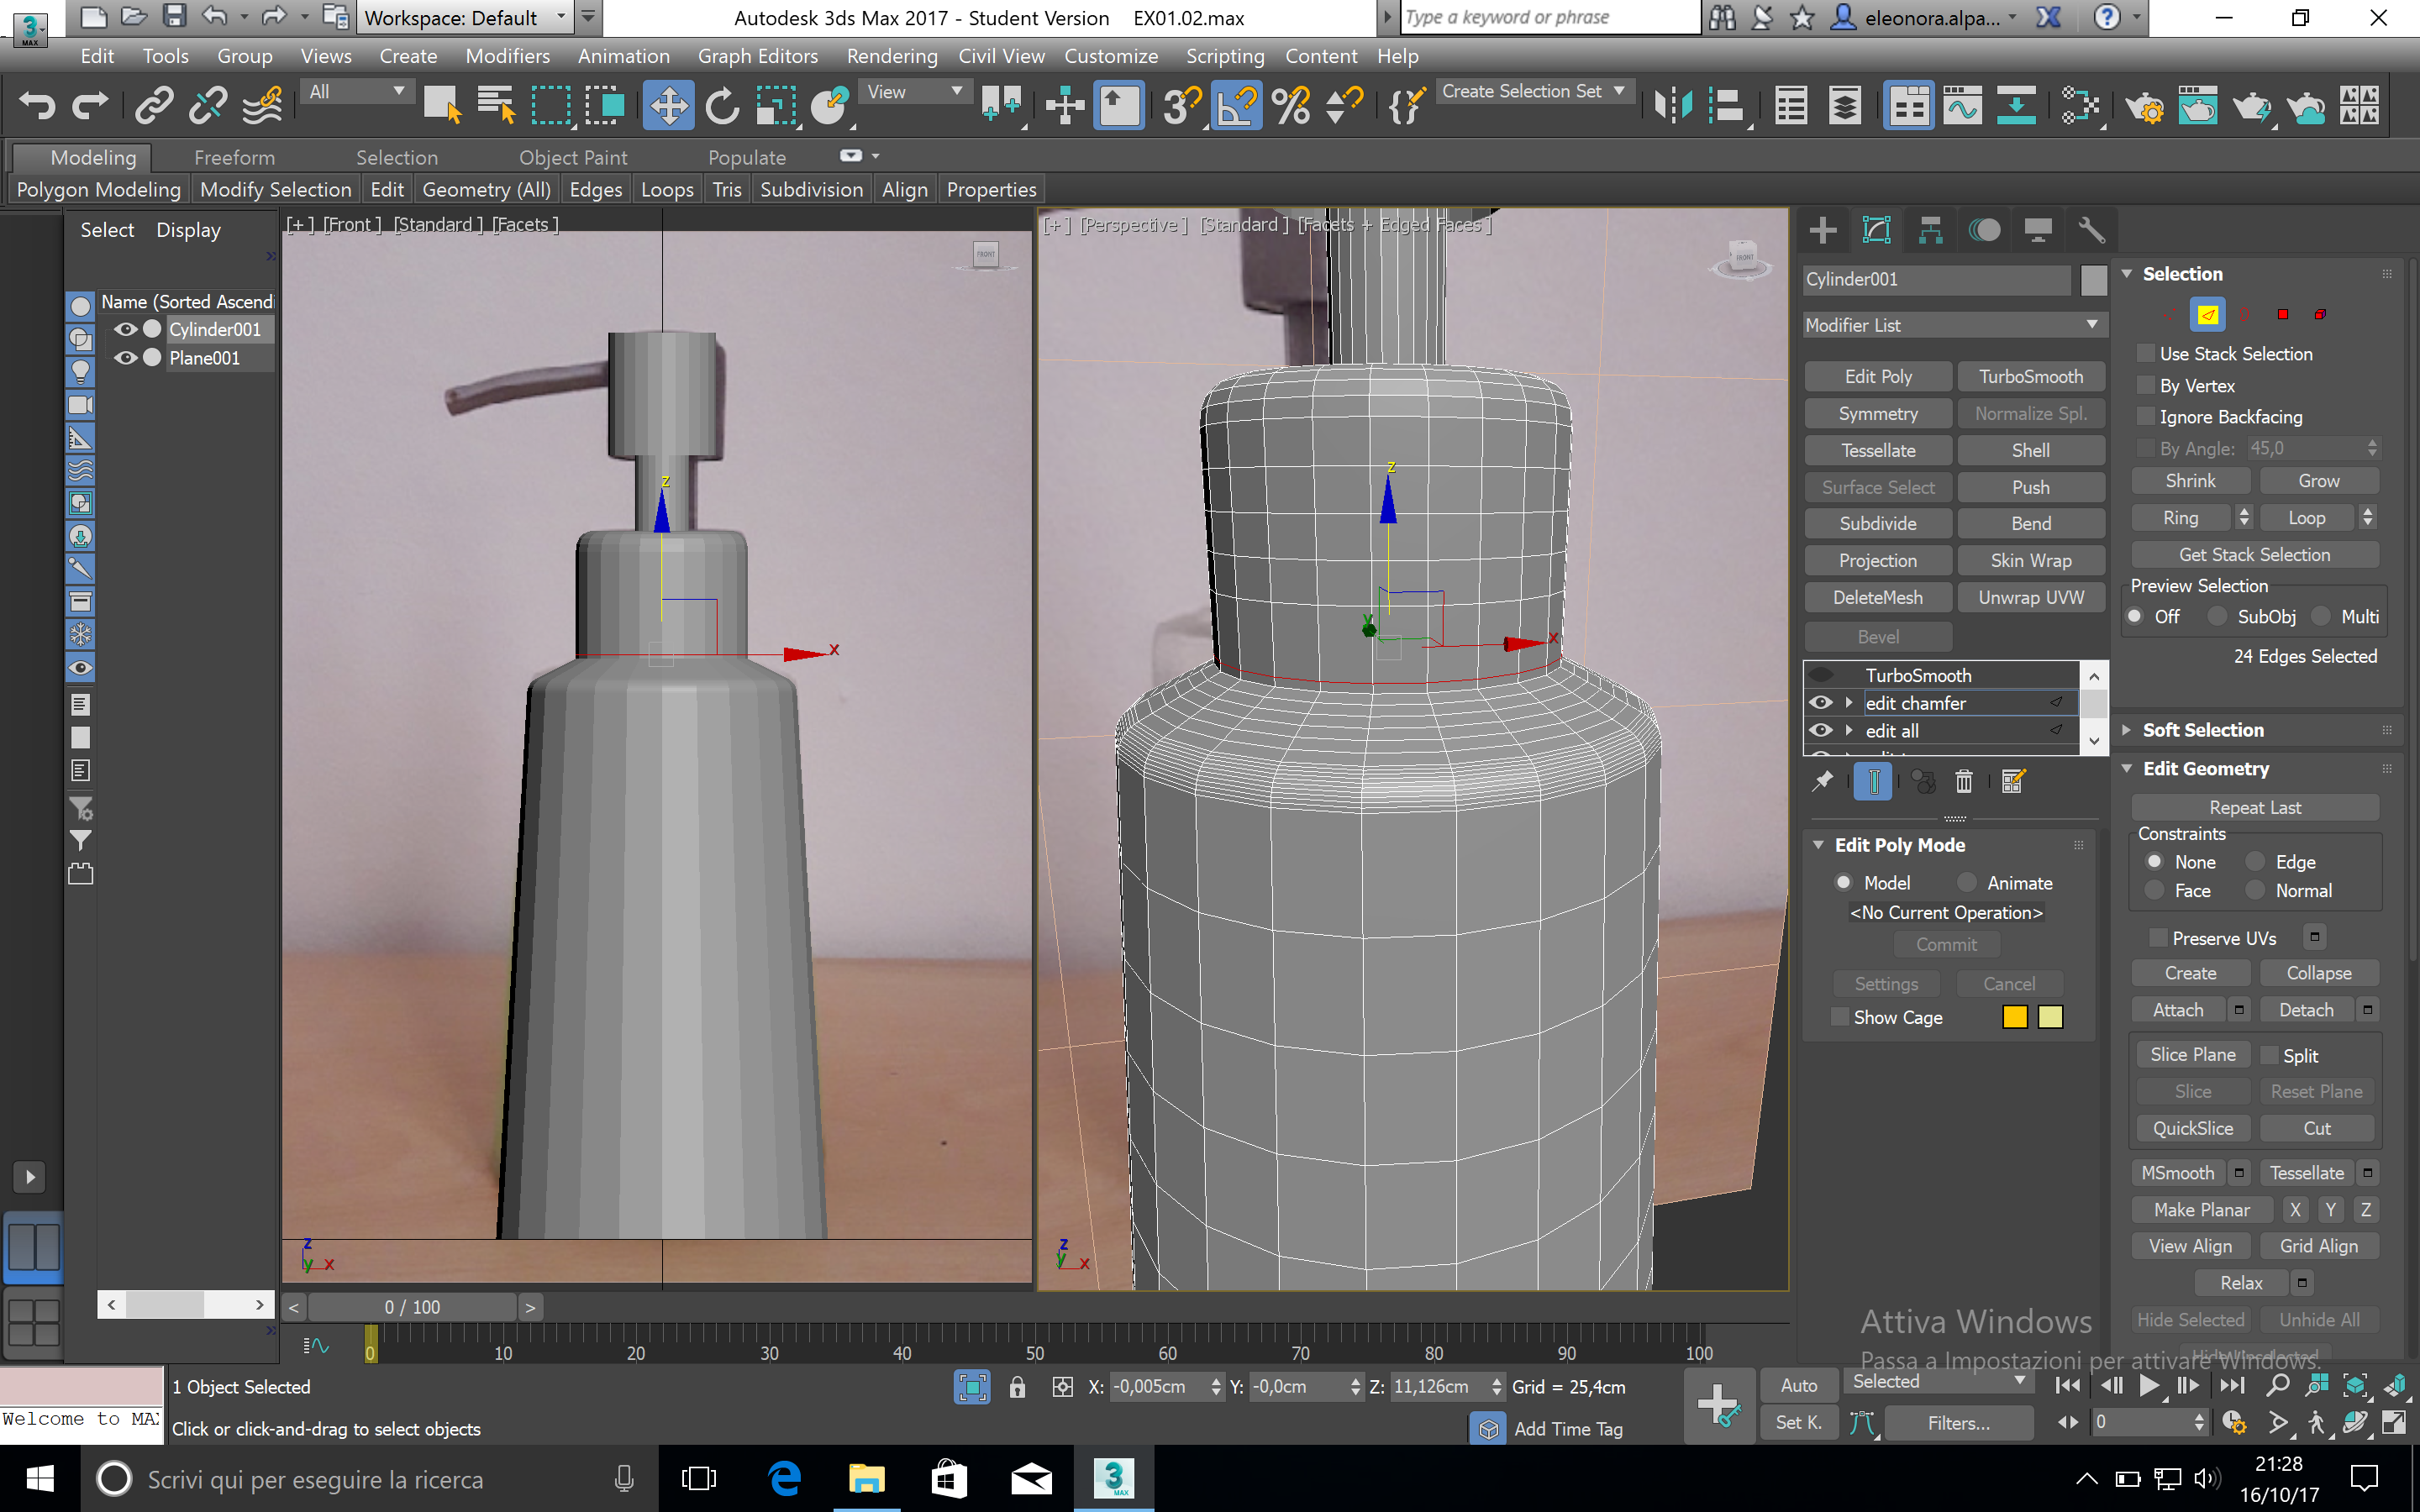 Workspace: Default
Autodesk 3ds Max 2017 - Student Version EX01.02.max
Type a keyword or phrase
eleonora.alpa...
Edit Tools Group Views Create Modifiers Animation Graph Editors Rendering Civil View Customize Scripting Content Help
All
View
Create Selection Set
Modeling Freeform Selection Object Paint Populate
Polygon Modeling Modify Selection Edit Geometry (All) Edges Loops Tris Subdivision Align Properties
Select Display
Name (Sorted Ascendi
Cylinder001
Plane001
[+] [Front] [Standard] [Facets]
FRONT
z
x
z
y x
[+] [Perspective] [Standard] [Facets + Edged Faces]
FRONT
z
y
x
z
y x
Cylinder001
Modifier List
Edit Poly TurboSmooth
Symmetry Normalize Spl.
Tessellate Shell
Surface Select Push
Subdivide Bend
Projection Skin Wrap
DeleteMesh Unwrap UVW
Bevel
TurboSmooth
edit chamfer
edit all
Edit Poly Mode
Model Animate
<No Current Operation>
Commit
Settings Cancel
Show Cage
Selection
Use Stack Selection
By Vertex
Ignore Backfacing
By Angle: 45,0
Shrink Grow
Ring Loop
Get Stack Selection
Preview Selection
Off SubObj Multi
24 Edges Selected
Soft Selection
Edit Geometry
Repeat Last
Constraints
None Edge
Face Normal
Preserve UVs
Create Collapse
Attach Detach
Slice Plane Split
Slice Reset Plane
QuickSlice Cut
MSmooth Tessellate
Make Planar X Y Z
View Align Grid Align
Relax
Hide Selected Unhide All
Hide Unselected
Attiva Windows
Passa a Impostazioni per attivare Windows.
< 0 / 100 >
0 10 20 30 40 50 60 70 80 90 100
1 Object Selected
X: -0,005cm Y: -0,0cm Z: 11,126cm Grid = 25,4cm
Auto Selected
Welcome to MAX
Click or click-and-drag to select objects
Add Time Tag
Set K. Filters... 0
Scrivi qui per eseguire la ricerca
3 MAX
21:28
16/10/17